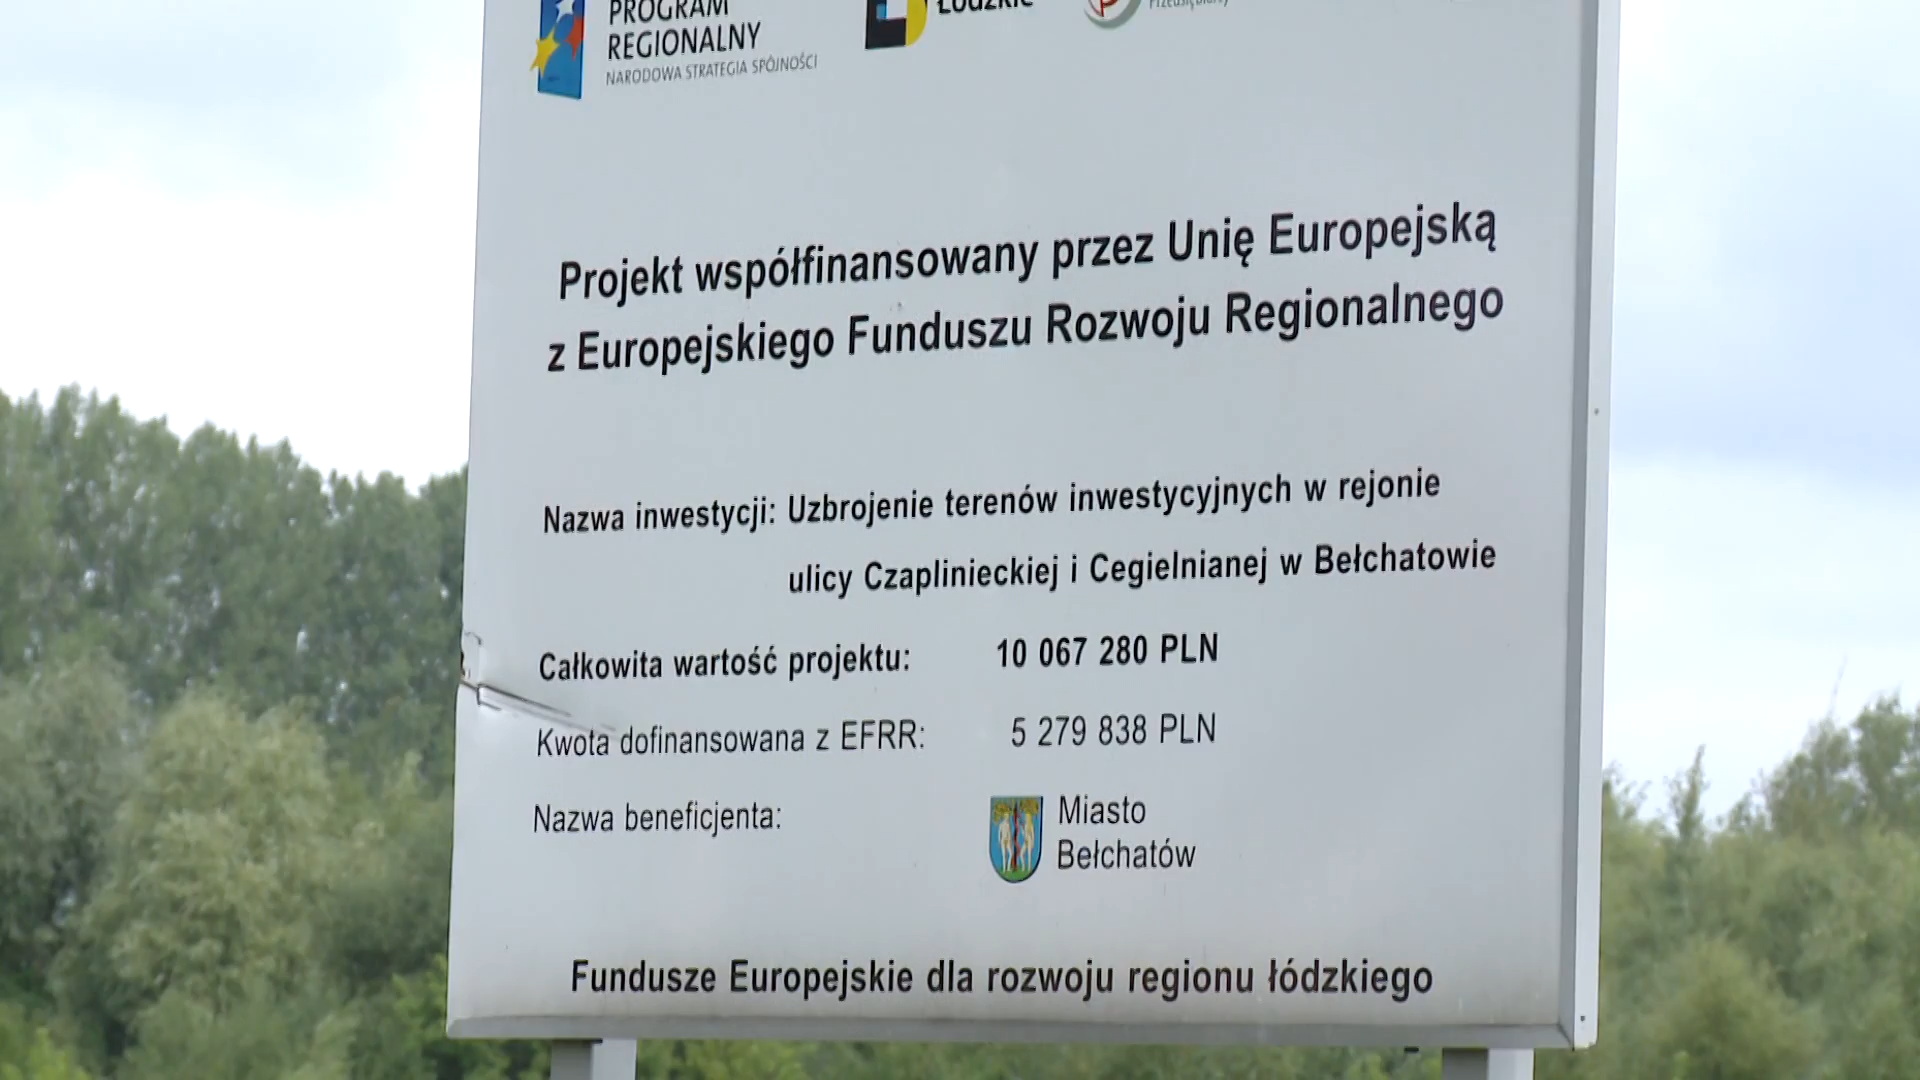 PROGRAM
REGIONALNY
NARODOWA STRATEGIA SPÓJNOŚCI
Łódzkie
Projekt współfinansowany przez Unię Europejską
z Europejskiego Funduszu Rozwoju Regionalnego
Nazwa inwestycji: Uzbrojenie terenów inwestycyjnych w rejonie
ulicy Czaplinieckiej i Cegielnianej w Bełchatowie
Całkowita wartość projektu: 10 067 280 PLN
Kwota dofinansowana z EFRR: 5 279 838 PLN
Nazwa beneficjenta: Miasto
Bełchatów
Fundusze Europejskie dla rozwoju regionu łódzkiego